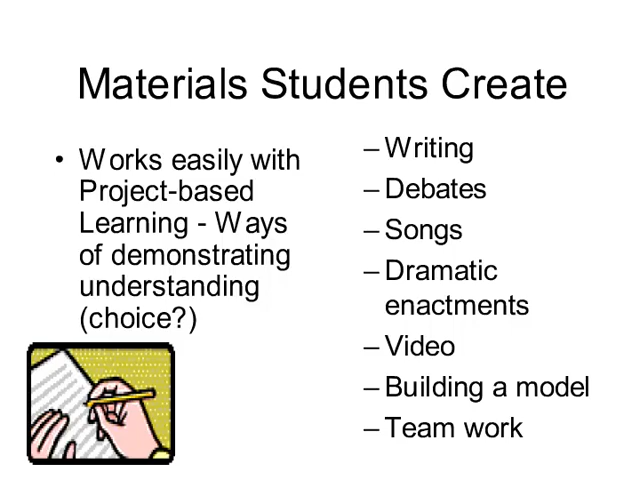 Materials Students Create
• Works easily with
Project-based
Learning - Ways
of demonstrating
understanding
(choice?)
– Writing
– Debates
– Songs
– Dramatic
enactments
– Video
– Building a model
– Team work